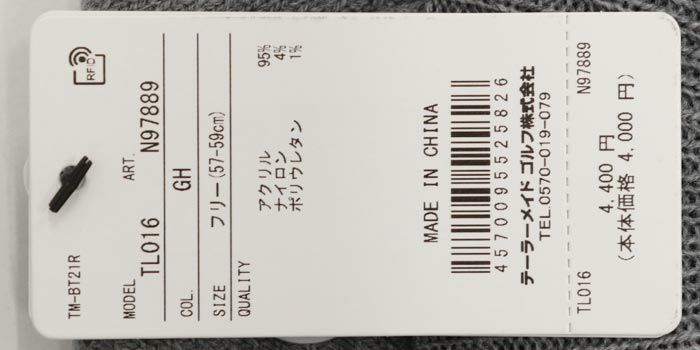 RFID
TM-BT21R
MODEL TL016 ART. N97889
COL. GH
SIZE フリー(57-59cm)
QUALITY
アクリル 95%
ナイロン 4%
ポリウレタン 1%
MADE IN CHINA
4570095525826
テーラーメイド ゴルフ株式会社
TEL.0570-019-079
TL016 N97889
4,400 円
(本体価格 4,000 円)